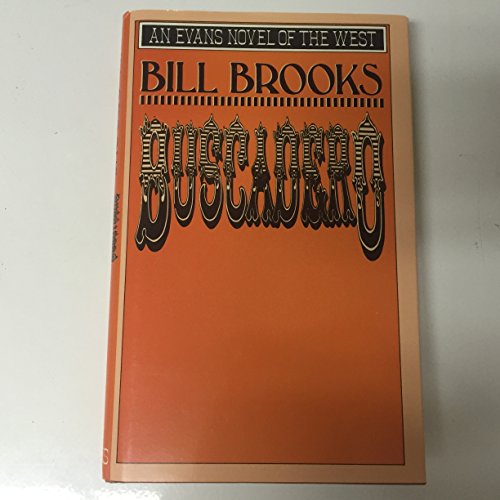 AN EVANS NOVEL OF THE WEST
BILL BROOKS
BUSCADERO